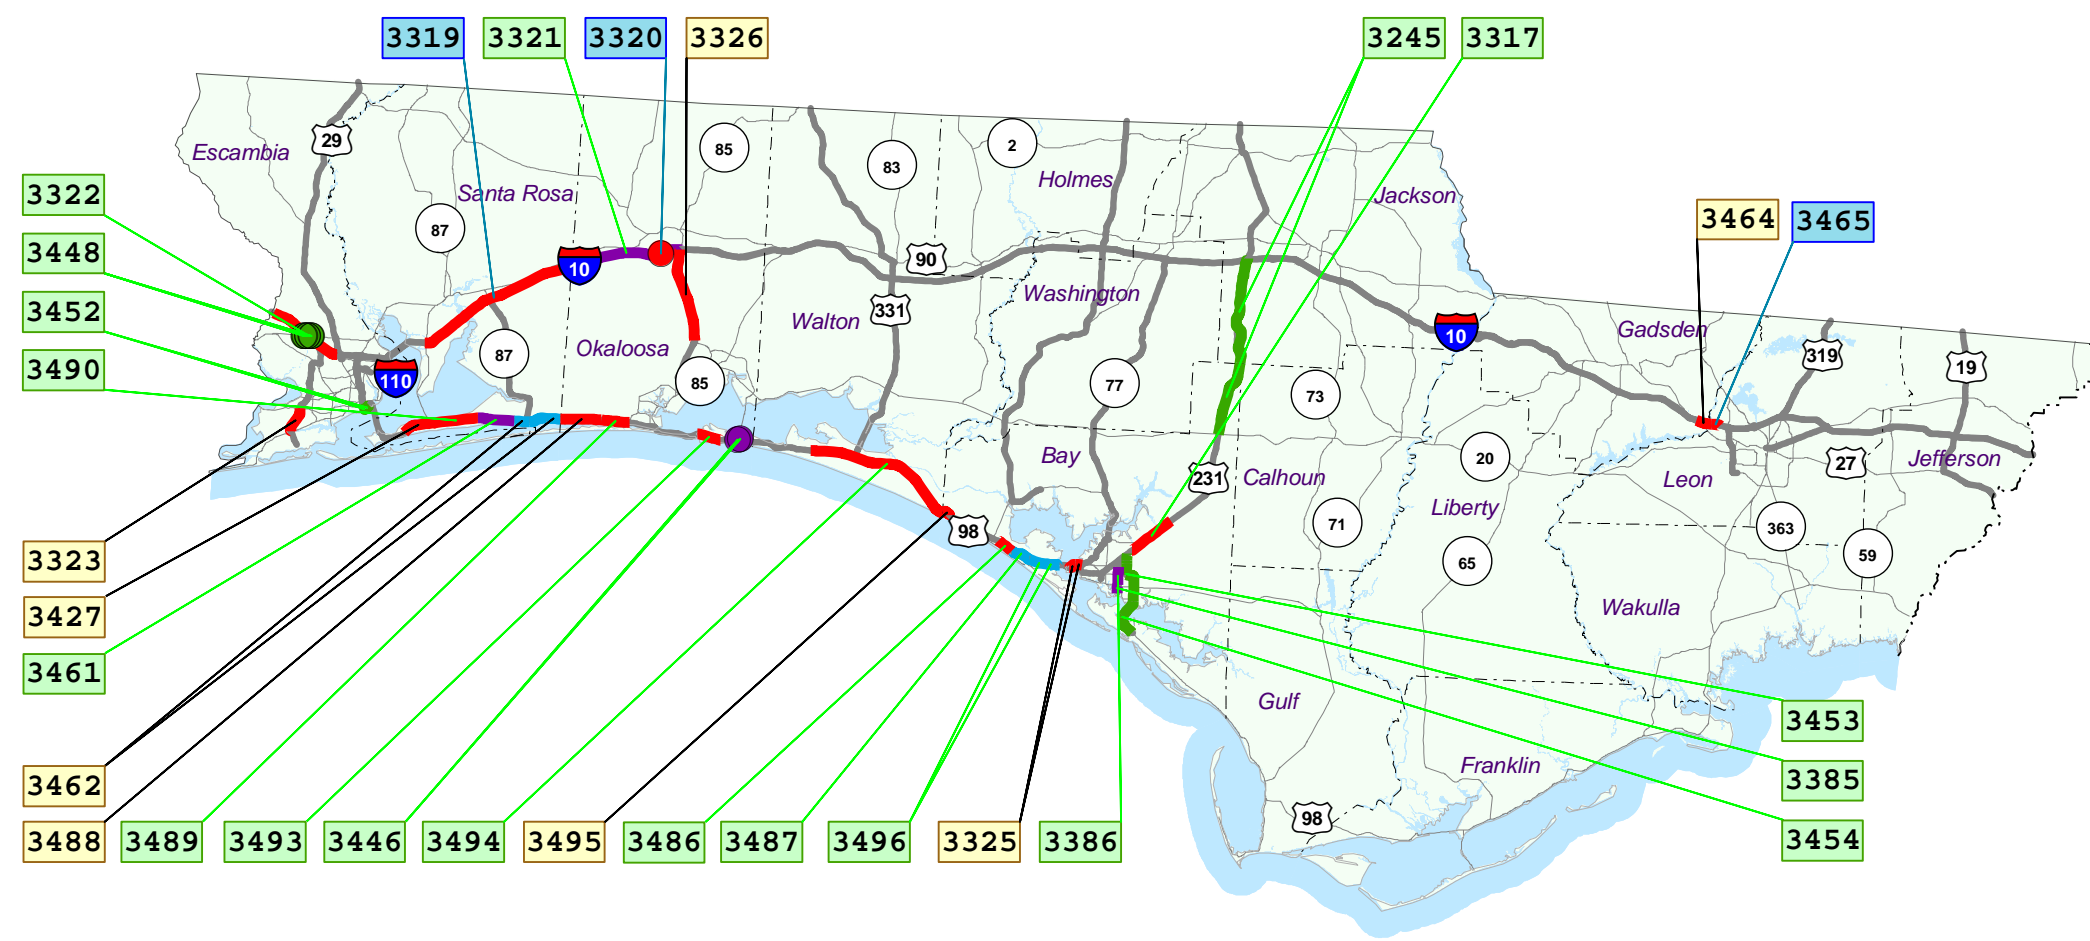 3319 3321 3320 3326 3245 3317
29
85
2
83
Escambia
Holmes
Santa Rosa
Jackson
3322
3464 3465
87
3448
90
10
Washington
3452
331
Walton
Gadsden
10
Okaloosa
87
319
19
3490
110
85
77
73
Bay
20
27
Jefferson
231
Calhoun
Leon
Liberty
71
363
98
59
3323
65
3427
Wakulla
3461
Gulf
3453
Franklin
3462
3385
98
3488 3489 3493 3446 3494 3495 3486 3487 3496 3325 3386
3454